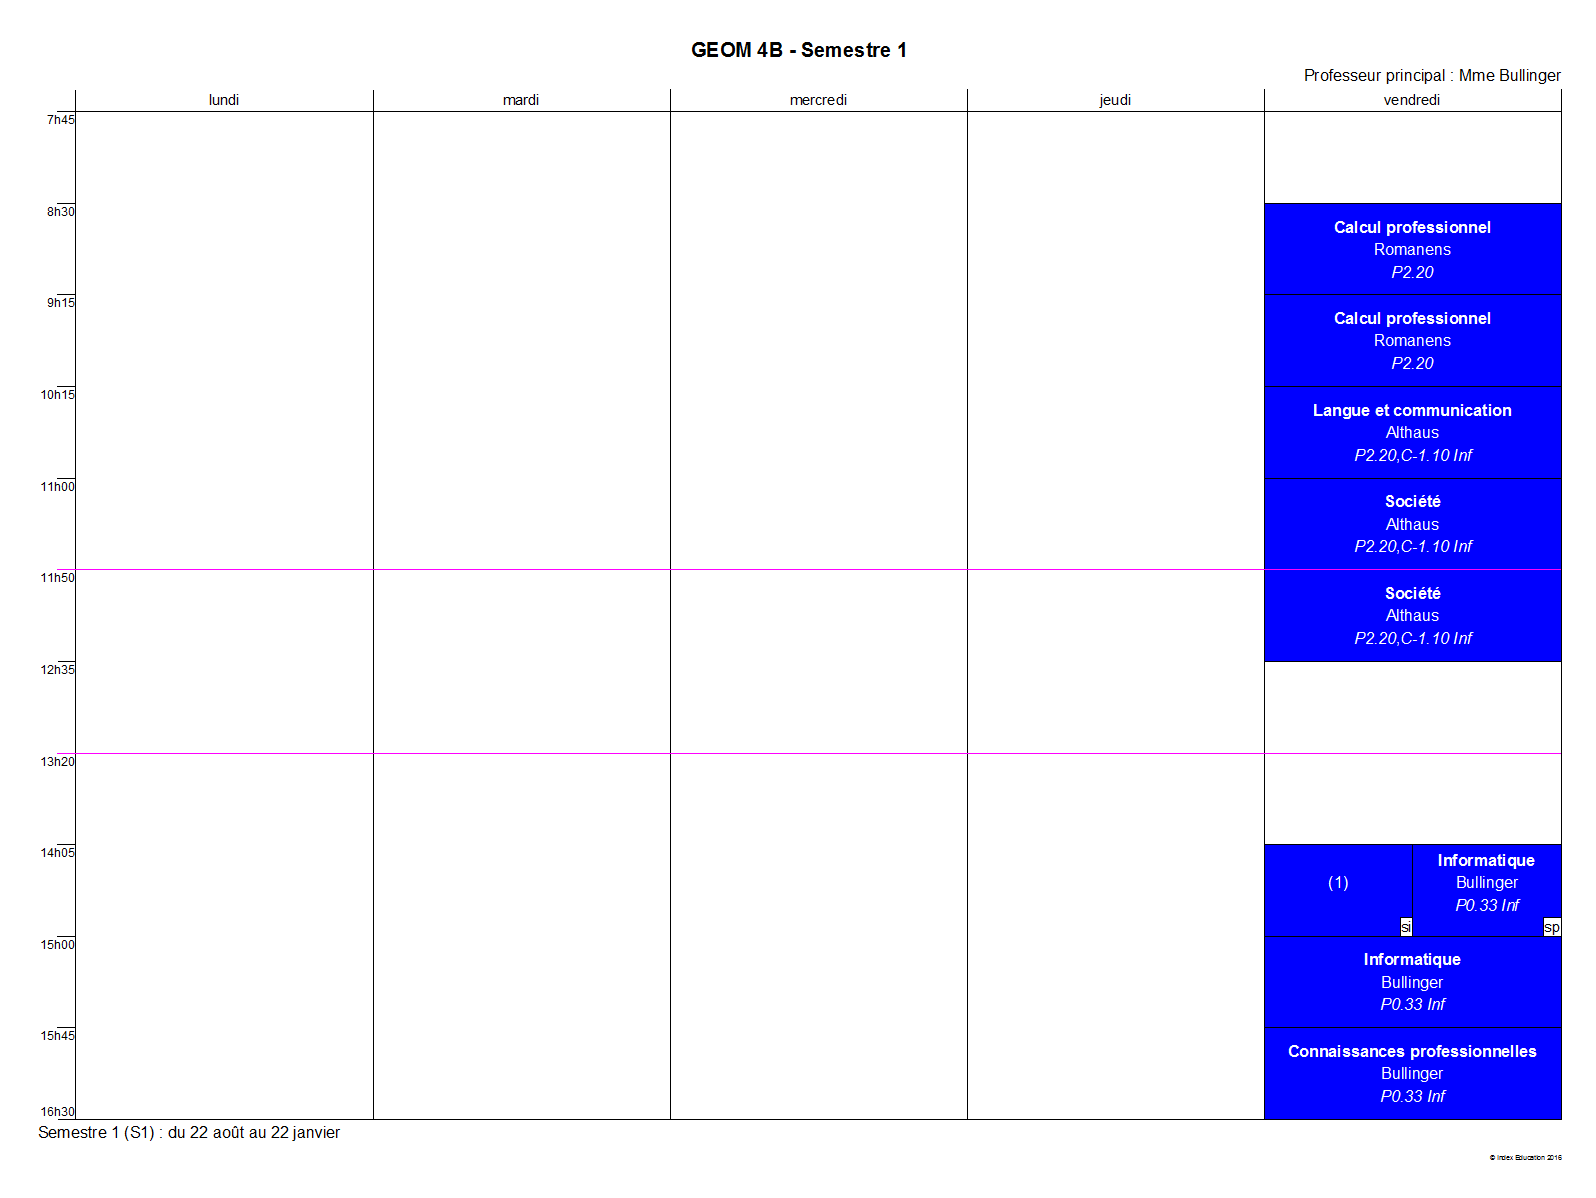 GEOM 4B - Semestre 1
Professeur principal : Mme Bullinger
lundi mardi mercredi jeudi vendredi
7h45
8h30
Calcul professionnel
Romanens
P2.20
9h15
Calcul professionnel
Romanens
P2.20
10h15
Langue et communication
Althaus
P2.20,C-1.10 Inf
11h00
Société
Althaus
P2.20,C-1.10 Inf
11h50
Société
Althaus
P2.20,C-1.10 Inf
12h35
13h20
14h05
(1)
si
Informatique
Bullinger
P0.33 Inf
sp
15h00
Informatique
Bullinger
P0.33 Inf
15h45
Connaissances professionnelles
Bullinger
P0.33 Inf
16h30
Semestre 1 (S1) : du 22 août au 22 janvier
© Index Education 2016